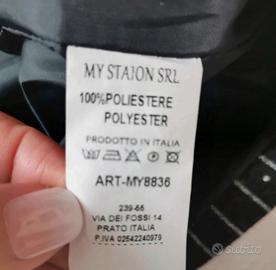 MY STAION SRL
100%POLIESTERE
POLYESTER
PRODOTTO IN ITALIA
ART-MY8836
239-66
VIA DEI FOSSI 14
PRATO ITALIA
P.IVA 02542240979
subito